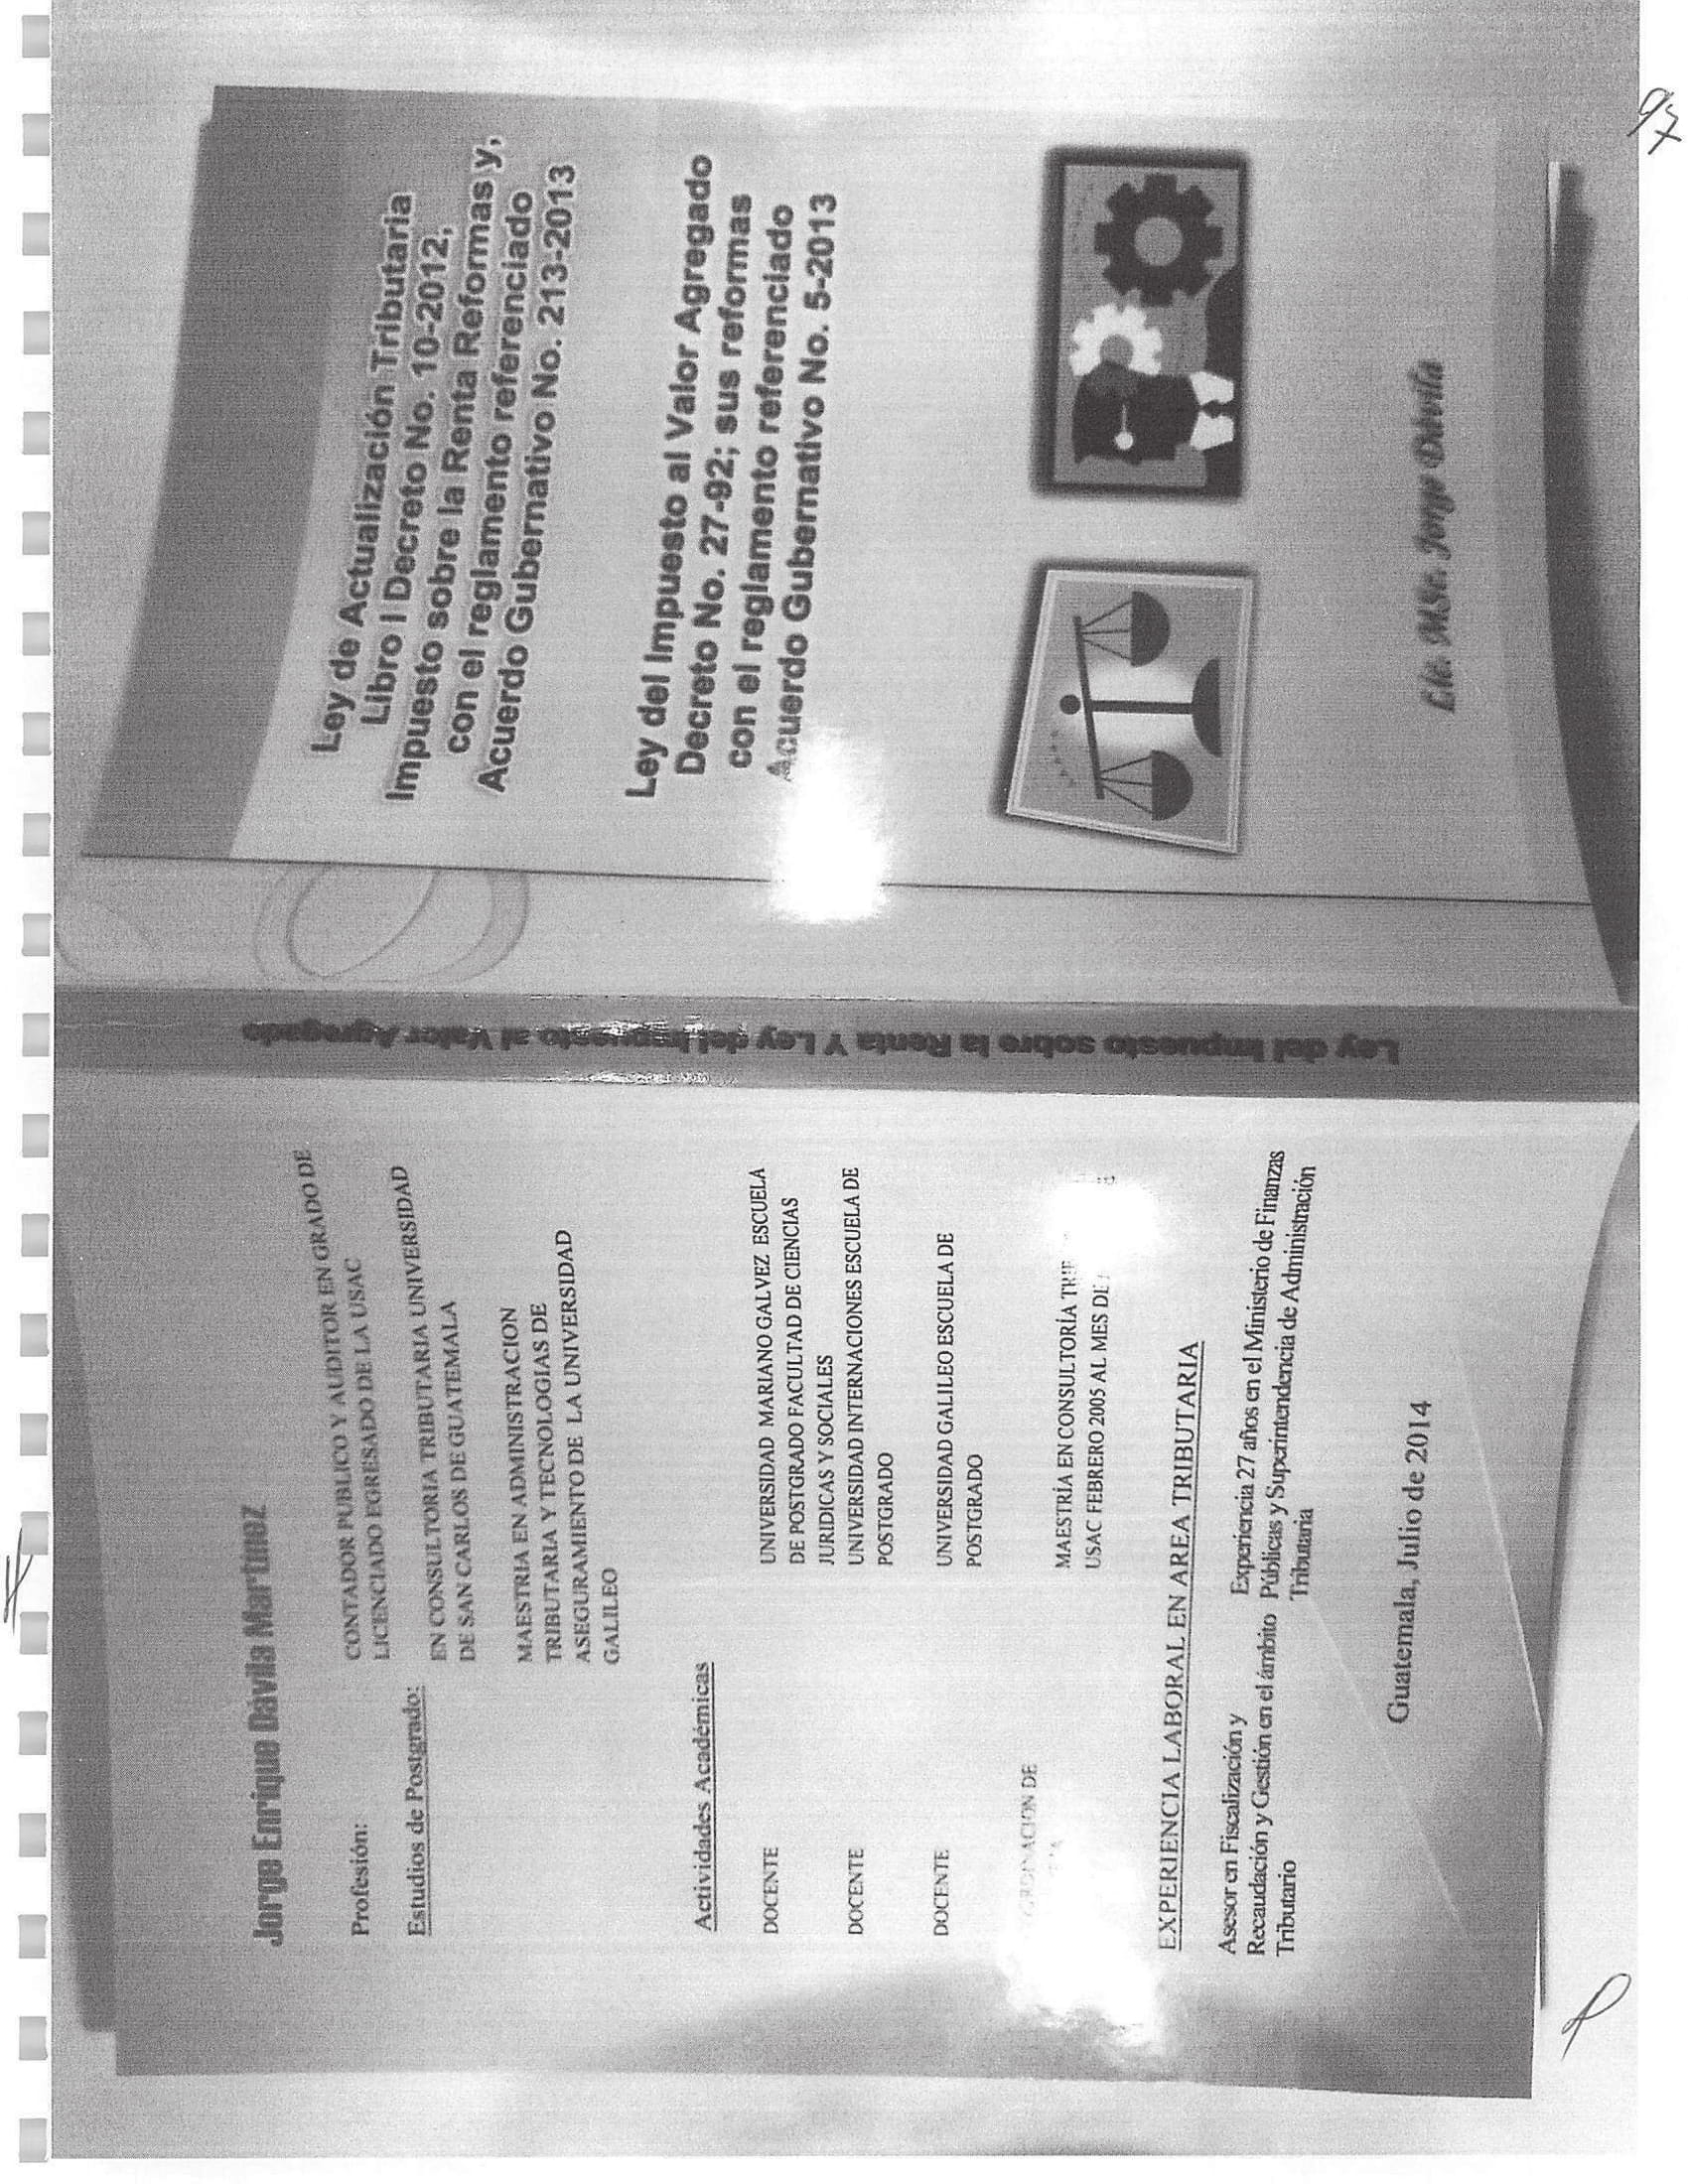 Jorge Enrique Dávila Martínez
Profesión:
CONTADOR PUBLICO Y AUDITOR EN GRADO DE
LICENCIADO EGRESADO DE LA USAC
Estudios de Postgrado:
EN CONSULTORIA TRIBUTARIA UNIVERSIDAD
DE SAN CARLOS DE GUATEMALA
MAESTRIA EN ADMINISTRACION
TRIBUTARIA Y TECNOLOGIAS DE
ASEGURAMIENTO DE LA UNIVERSIDAD
GALILEO
Actividades Académicas
DOCENTE
UNIVERSIDAD MARIANO GALVEZ ESCUELA
DE POSTGRADO FACULTAD DE CIENCIAS
JURIDICAS Y SOCIALES
DOCENTE
UNIVERSIDAD INTERNACIONES ESCUELA DE
POSTGRADO
DOCENTE
UNIVERSIDAD GALILEO ESCUELA DE
POSTGRADO
DE
MAESTRÍA EN CONSULTORÍA
USAC FEBRERO 2005 AL MES DE
EXPERIENCIA LABORAL EN AREA TRIBUTARIA
Asesor en Fiscalización y
Recaudación y Gestión en el ámbito
Tributario
Experiencia 27 años en el Ministerio de Finanzas
Públicas y Superintendencia de Administración
Tributaria
Guatemala, Julio de 2014
Ley del Impuesto sobre la Renta Y Ley del Impuesto al Valor Agregado
Ley de Actualización Tributaria
Libro I Decreto No. 10-2012,
Impuesto sobre la Renta Reformas y,
con el reglamento referenciado
Acuerdo Gubernativo No. 213-2013
Ley del Impuesto al Valor Agregado
Decreto No. 27-92; sus reformas
con el reglamento referenciado
Acuerdo Gubernativo No. 5-2013
Lic. MSc. Jorge Dávila
97